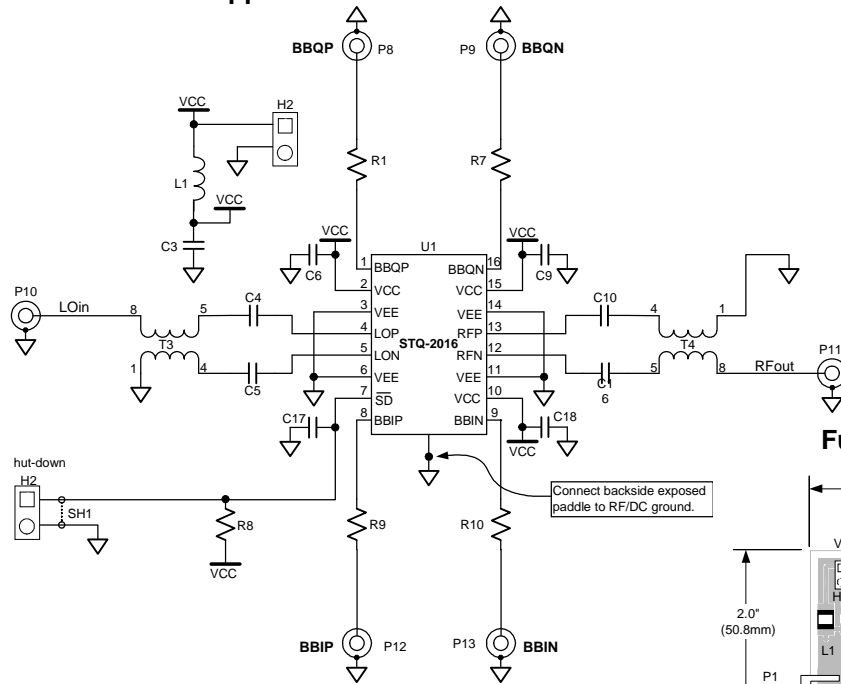 BBQP
P8
P9
BBQN
VCC
H2
R1
R7
L1
VCC
C3
U1
VCC
VCC
C6
C9
1
BBQP
BBQN
16
2
VCC
VCC
15
3
VEE
VEE
14
4
LOP
RFP
13
STQ-2016
5
LON
RFN
12
6
VEE
VEE
11
7
SD
VCC
10
8
BBIP
BBIN
9
P10
LOin
8
5
C4
T3
1
4
C5
C10
4
1
T4
C1
6
5
8
RFout
P11
C17
C18
VCC
hut-down
H2
SH1
R8
VCC
R9
R10
Connect backside exposed
paddle to RF/DC ground.
BBIP
P12
P13
BBIN
Fu
V
H
2.0"
(50.8mm)
L1
P1